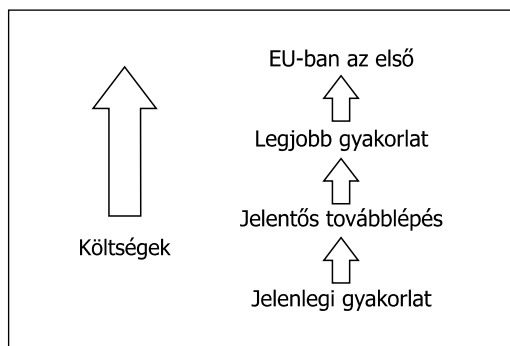 EU-ban az első
Legjobb gyakorlat
Jelentős továbblépés
Költségek
Jelenlegi gyakorlat